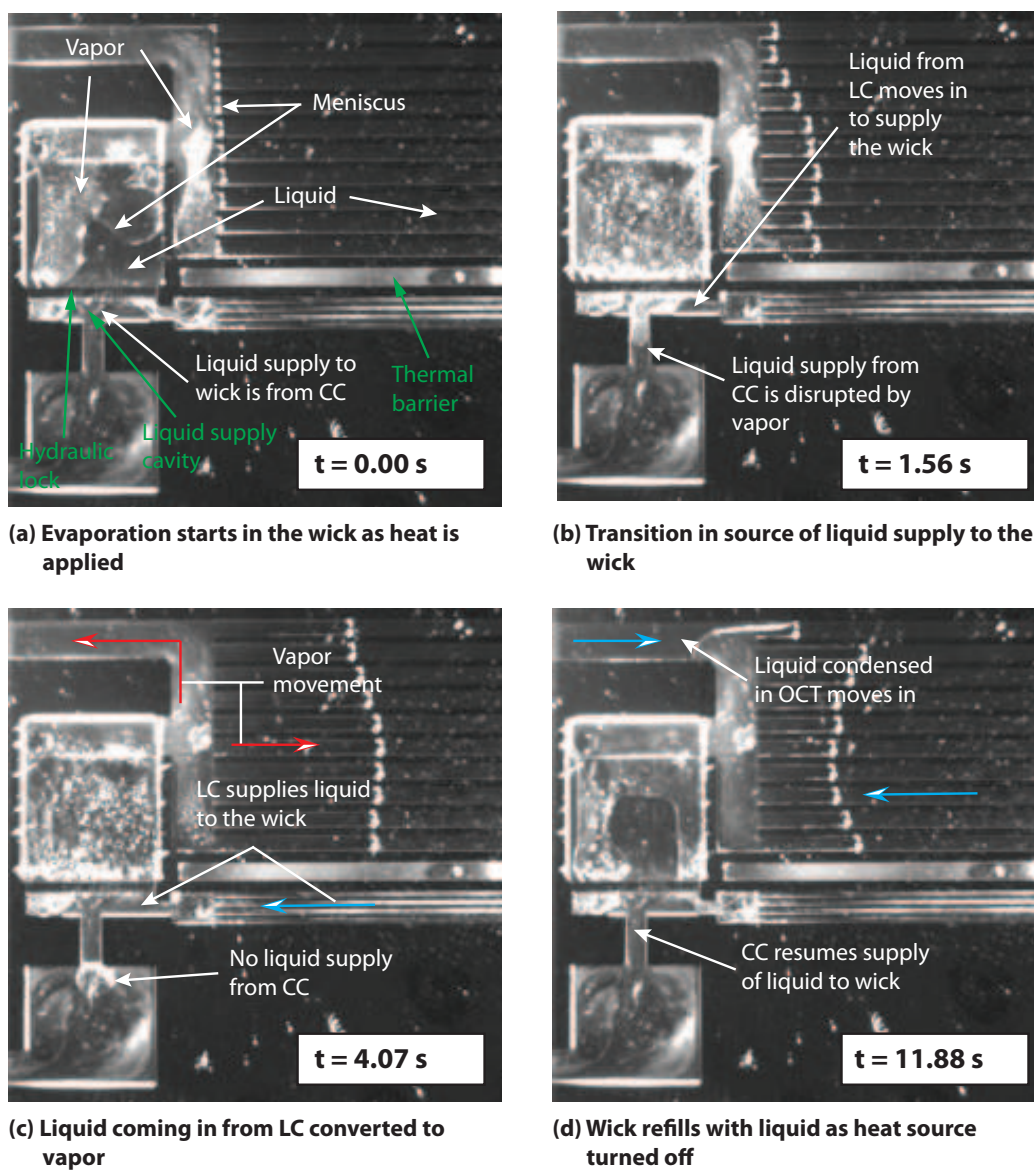 Vapor
Meniscus
Liquid
Liquid supply to
wick is from CC
Thermal
barrier
Liquid supply
cavity
Hydraulic
lock
t = 0.00 s
(a) Evaporation starts in the wick as heat is
applied
Liquid from
LC moves in
to supply
the wick
Liquid supply from
CC is disrupted by
vapor
t = 1.56 s
(b) Transition in source of liquid supply to the
wick
Vapor
movement
LC supplies liquid
to the wick
No liquid supply
from CC
t = 4.07 s
(c) Liquid coming in from LC converted to
vapor
Liquid condensed
in OCT moves in
CC resumes supply
of liquid to wick
t = 11.88 s
(d) Wick refills with liquid as heat source
turned off